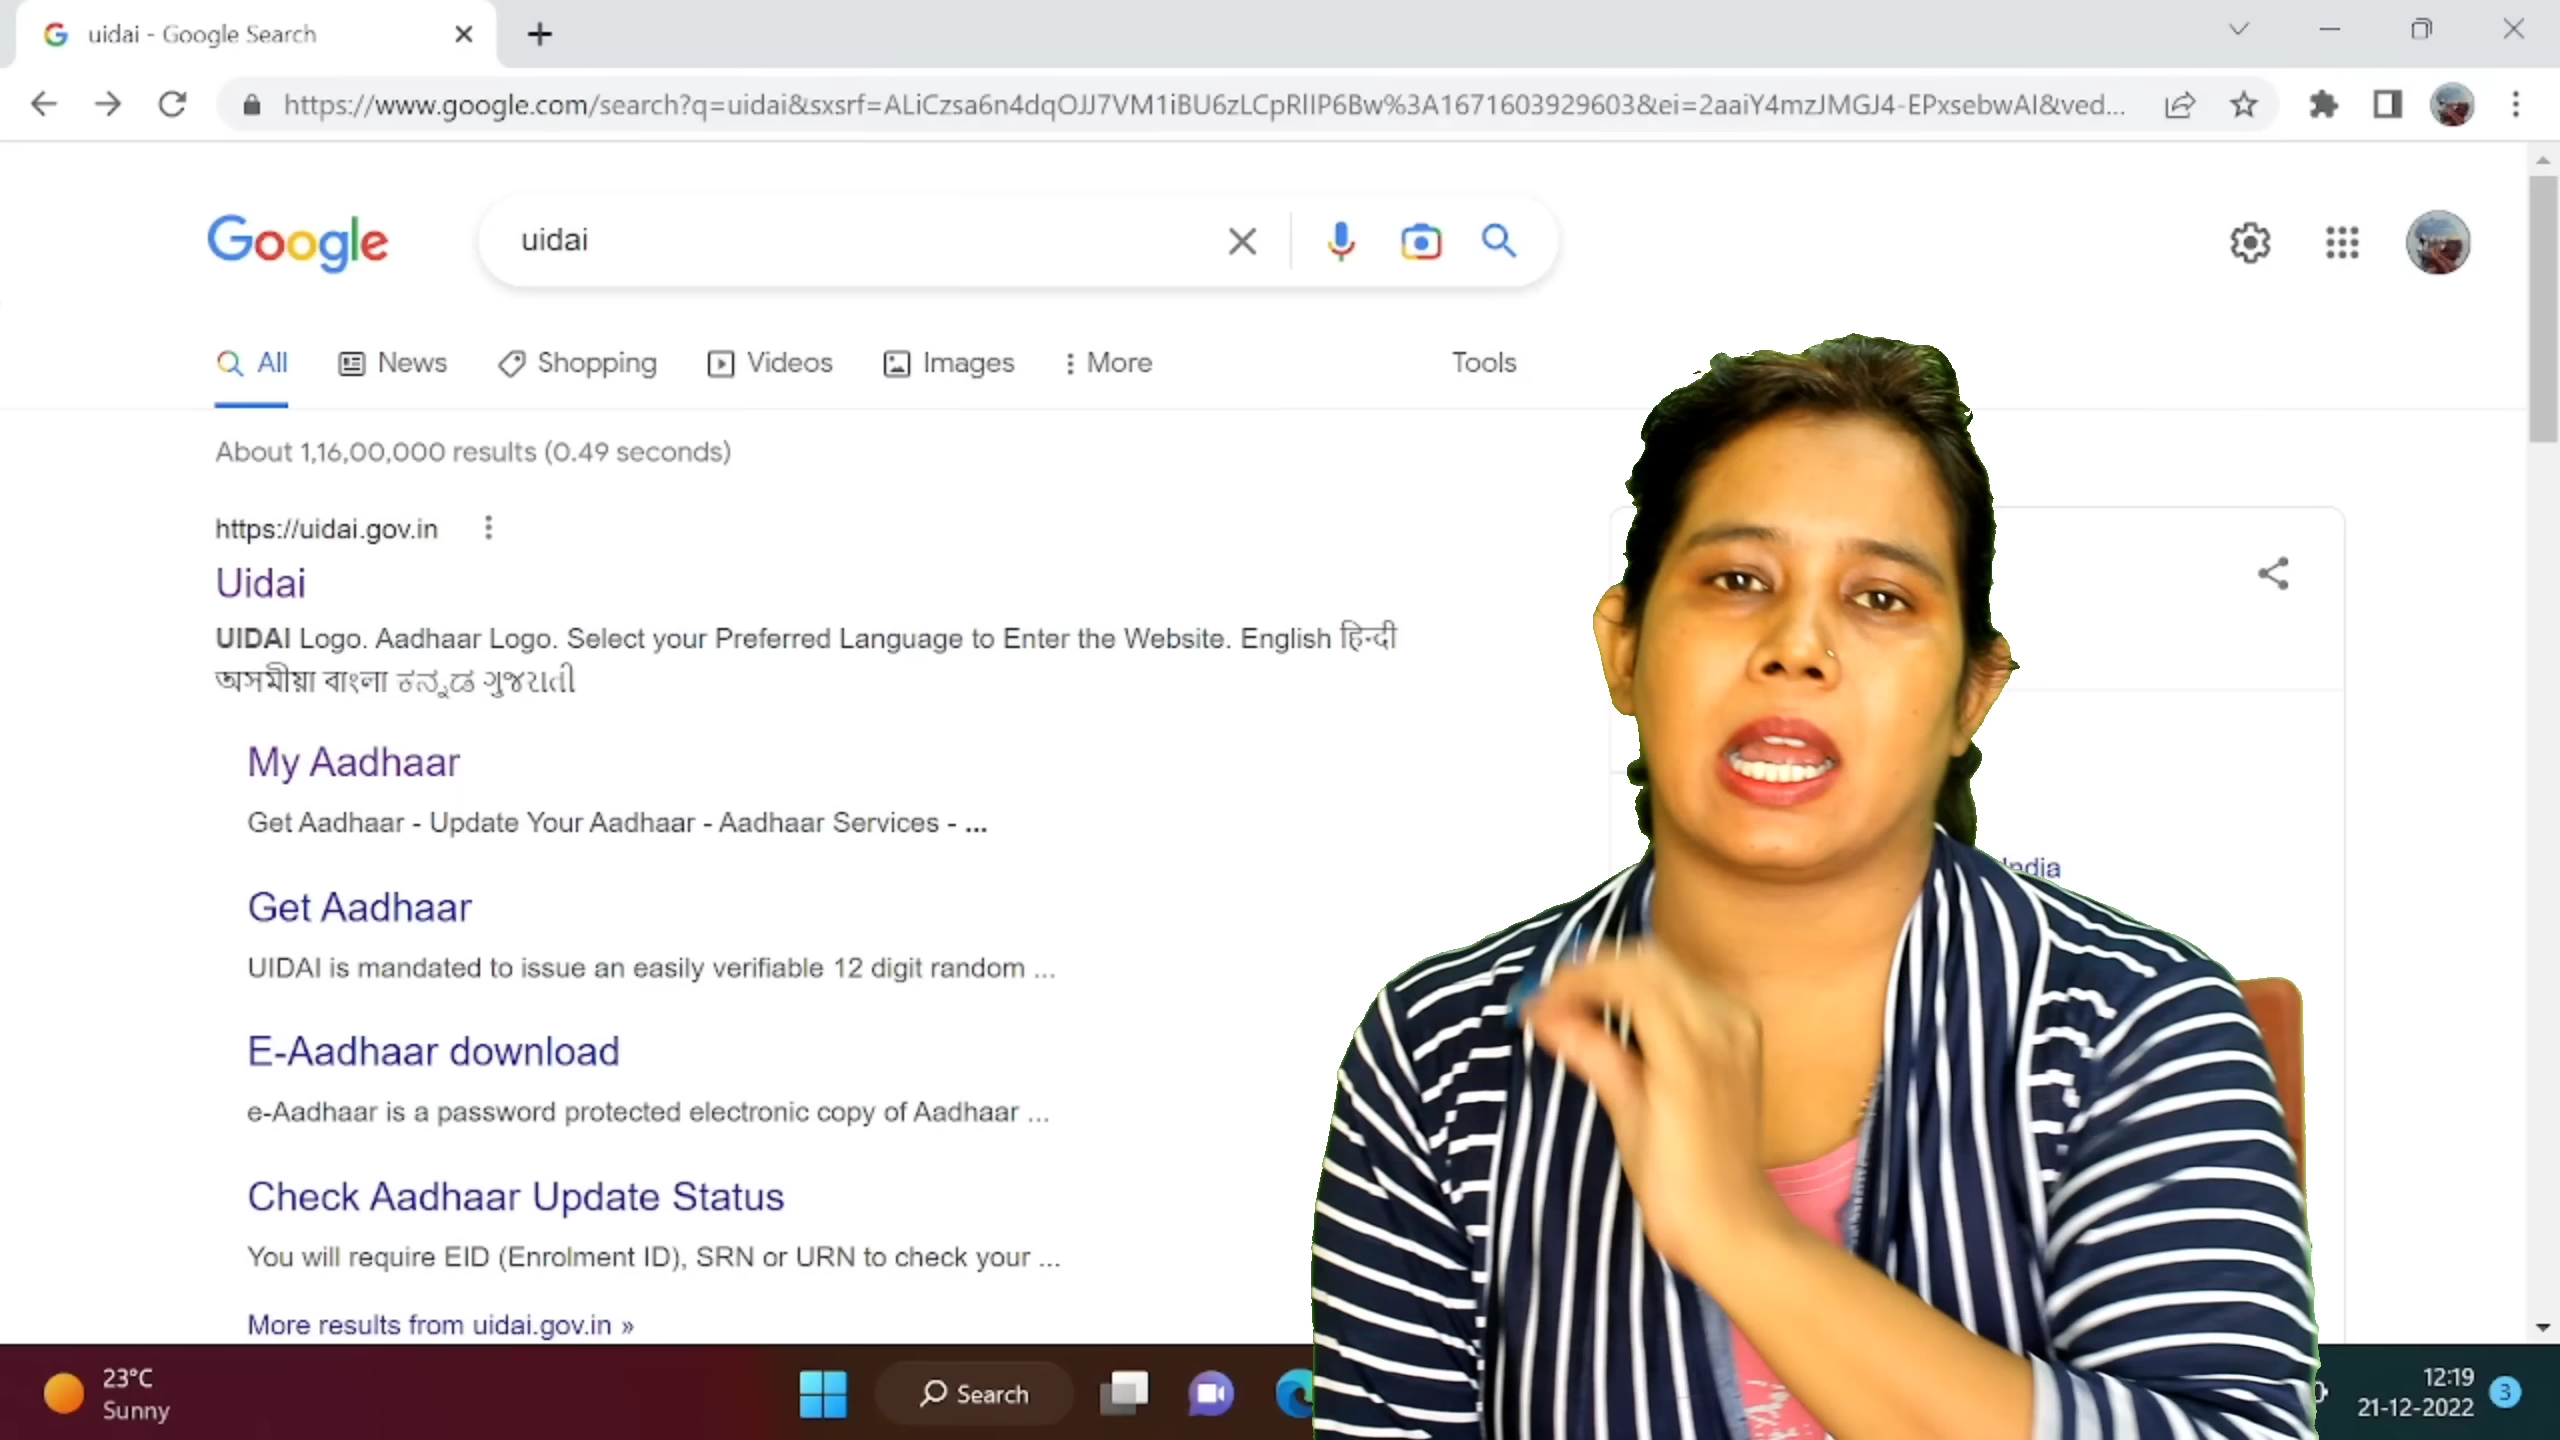 uidai - Google Search
https://www.google.com/search?q=uidai&sxsrf=ALiCzsa6n4dqOJJ7VM1iBU6zLCpRlIP6Bw%3A1671603929603&ei=2aaiY4mzJMGJ4-EPxsebwAI&ved...
Google
uidai
All News Shopping Videos Images More Tools
About 1,16,00,000 results (0.49 seconds)
https://uidai.gov.in
Uidai
UIDAI Logo. Aadhaar Logo. Select your Preferred Language to Enter the Website. English हिन्दी
অসমীয়া বাংলা ಕನ್ನಡ ગુજરાતી
My Aadhaar
Get Aadhaar - Update Your Aadhaar - Aadhaar Services - ...
Get Aadhaar
UIDAI is mandated to issue an easily verifiable 12 digit random ...
E-Aadhaar download
e-Aadhaar is a password protected electronic copy of Aadhaar ...
Check Aadhaar Update Status
You will require EID (Enrolment ID), SRN or URN to check your ...
More results from uidai.gov.in »
India
23°C
Sunny
Search
12:19
21-12-2022
3